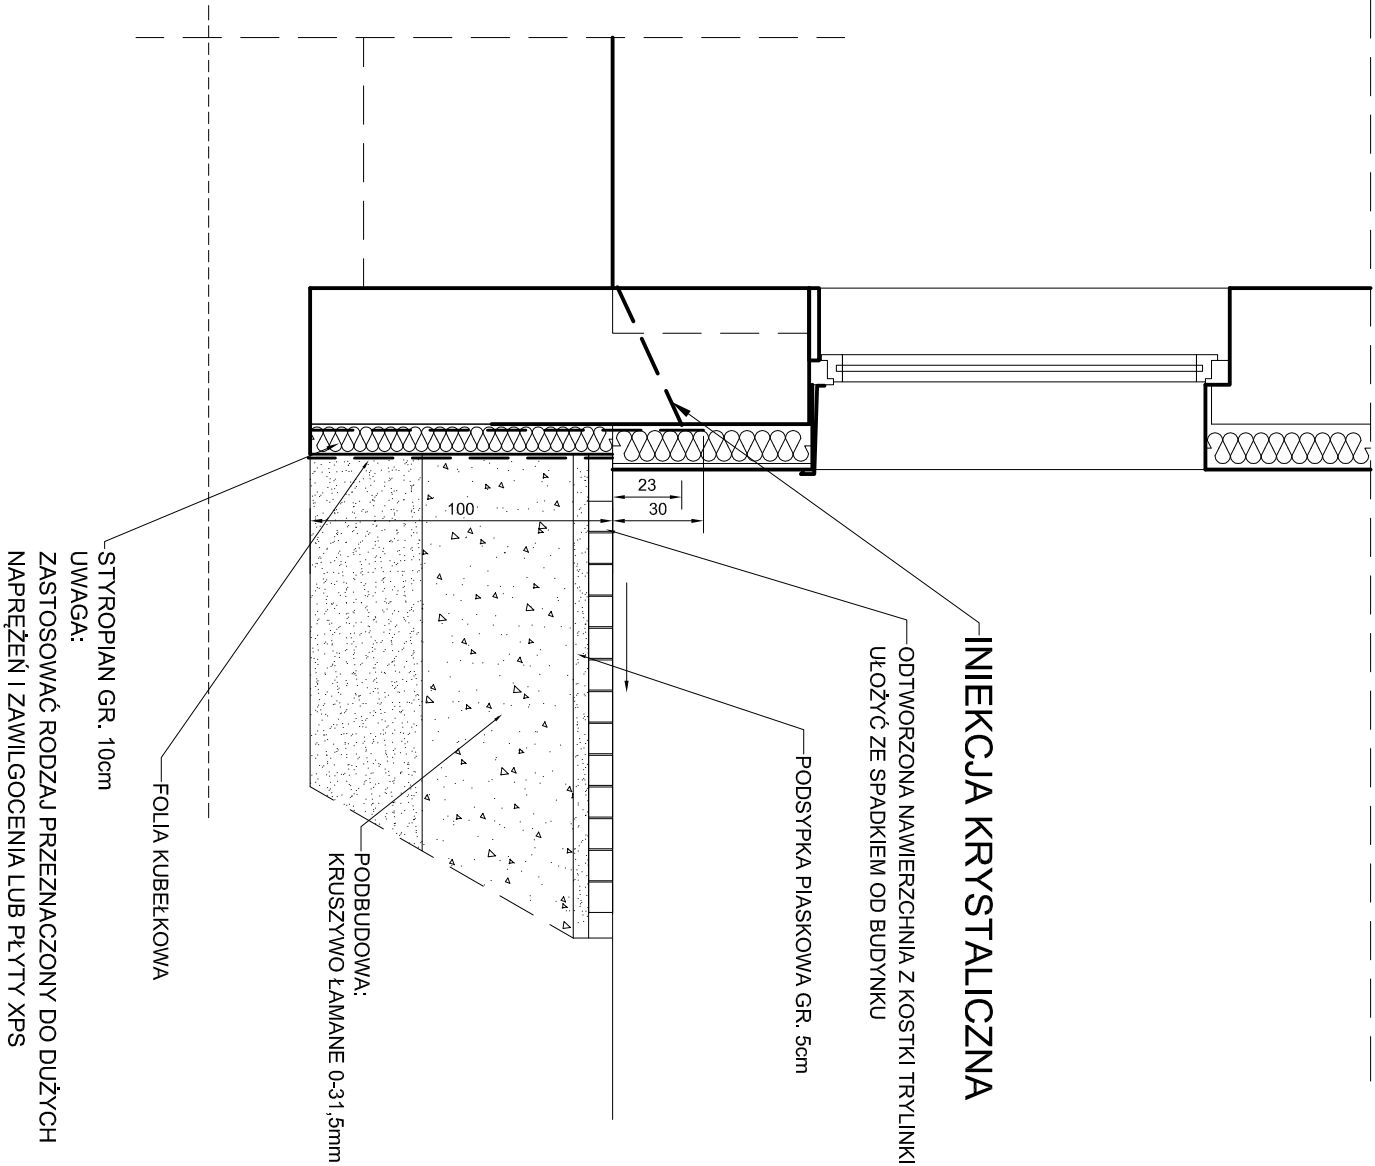 INIEKCJA KRYSTALICZNA
ODTWORZONA NAWIERZCHNIA Z KOSTKI TRYLINKI
UŁOŻYĆ ZE SPADKIEM OD BUDYNKU
PODSYPKA PIASKOWA GR. 5cm
23
30
100
PODBUDOWA:
KRUSZYWO ŁAMANE 0-31,5mm
FOLIA KUBEŁKOWA
STYROPIAN GR. 10cm
UWAGA:
ZASTOSOWAĆ RODZAJ PRZEZNACZONY DO DUŻYCH
NAPRĘŻEŃ I ZAWILGOCENIA LUB PŁYTY XPS